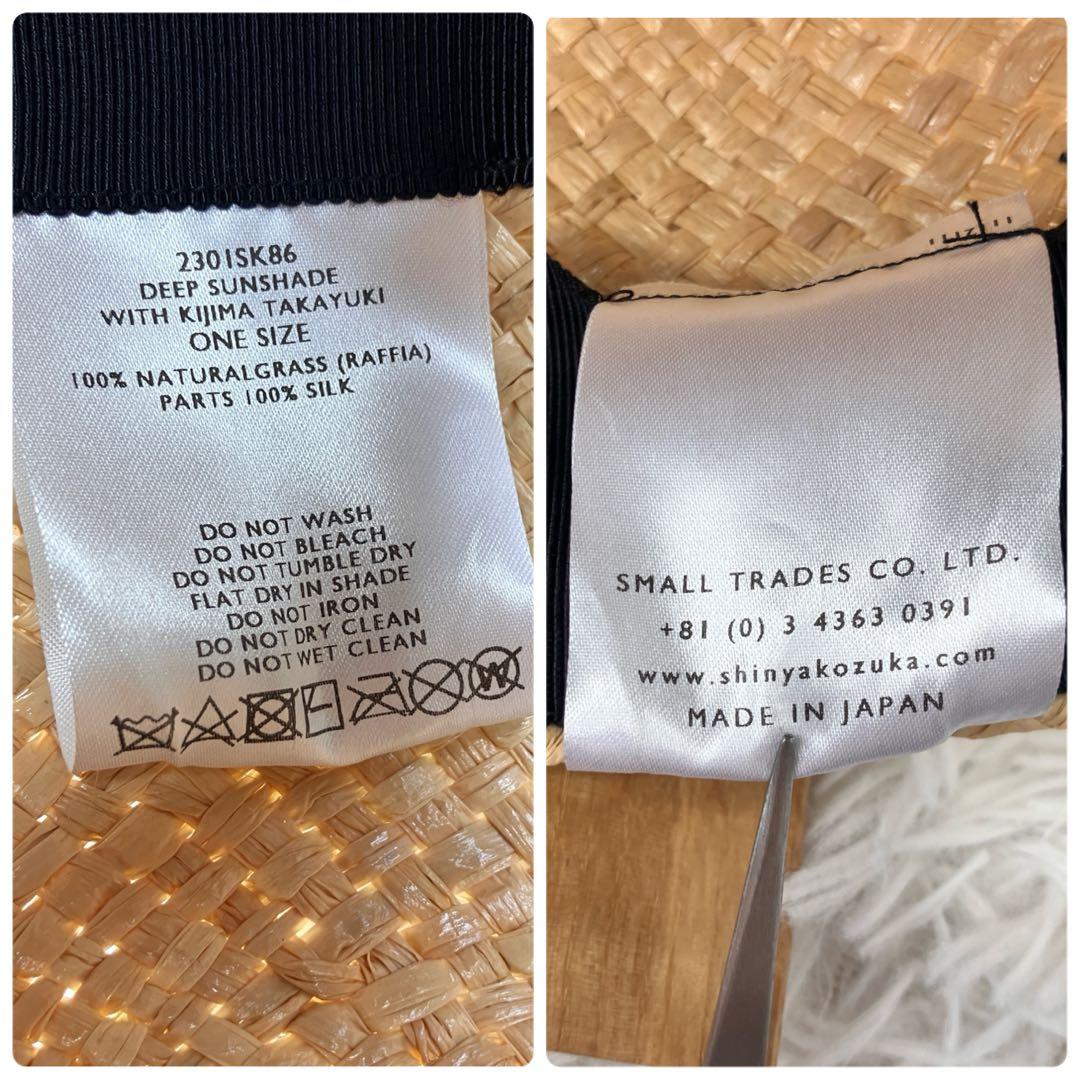 2301SK86
DEEP SUNSHADE
WITH KIJIMA TAKAYUKI
ONE SIZE
100% NATURALGRASS (RAFFIA)
PARTS 100% SILK
DO NOT WASH
DO NOT BLEACH
DO NOT TUMBLE DRY
FLAT DRY IN SHADE
DO NOT IRON
DO NOT DRY CLEAN
DO NOT WET CLEAN
SMALL TRADES CO. LTD.
+81 (0) 3 4363 0391
www.shinyakozuka.com
MADE IN JAPAN